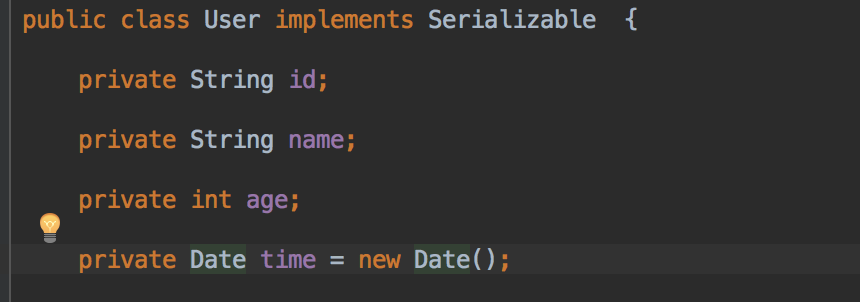 public class User implements Serializable  {
private String id;
private String name;
private int age;
private Date time = new Date();